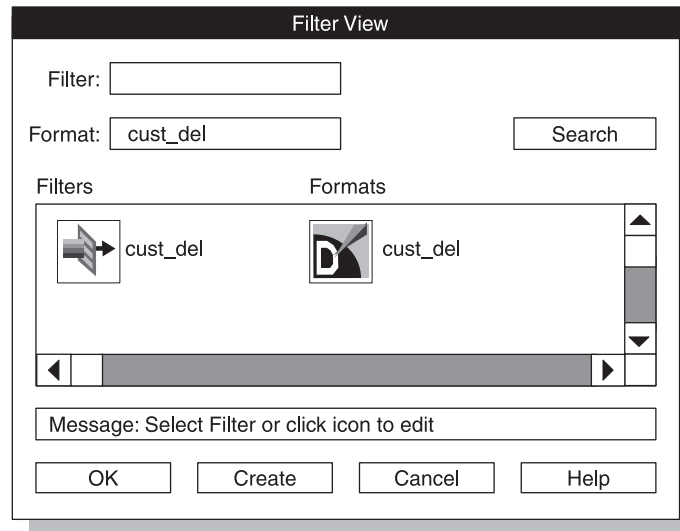 Filter View
Filter:
Format: cust_del
Search
Filters Formats
cust_del D cust_del
Message: Select Filter or click icon to edit
OK Create Cancel Help